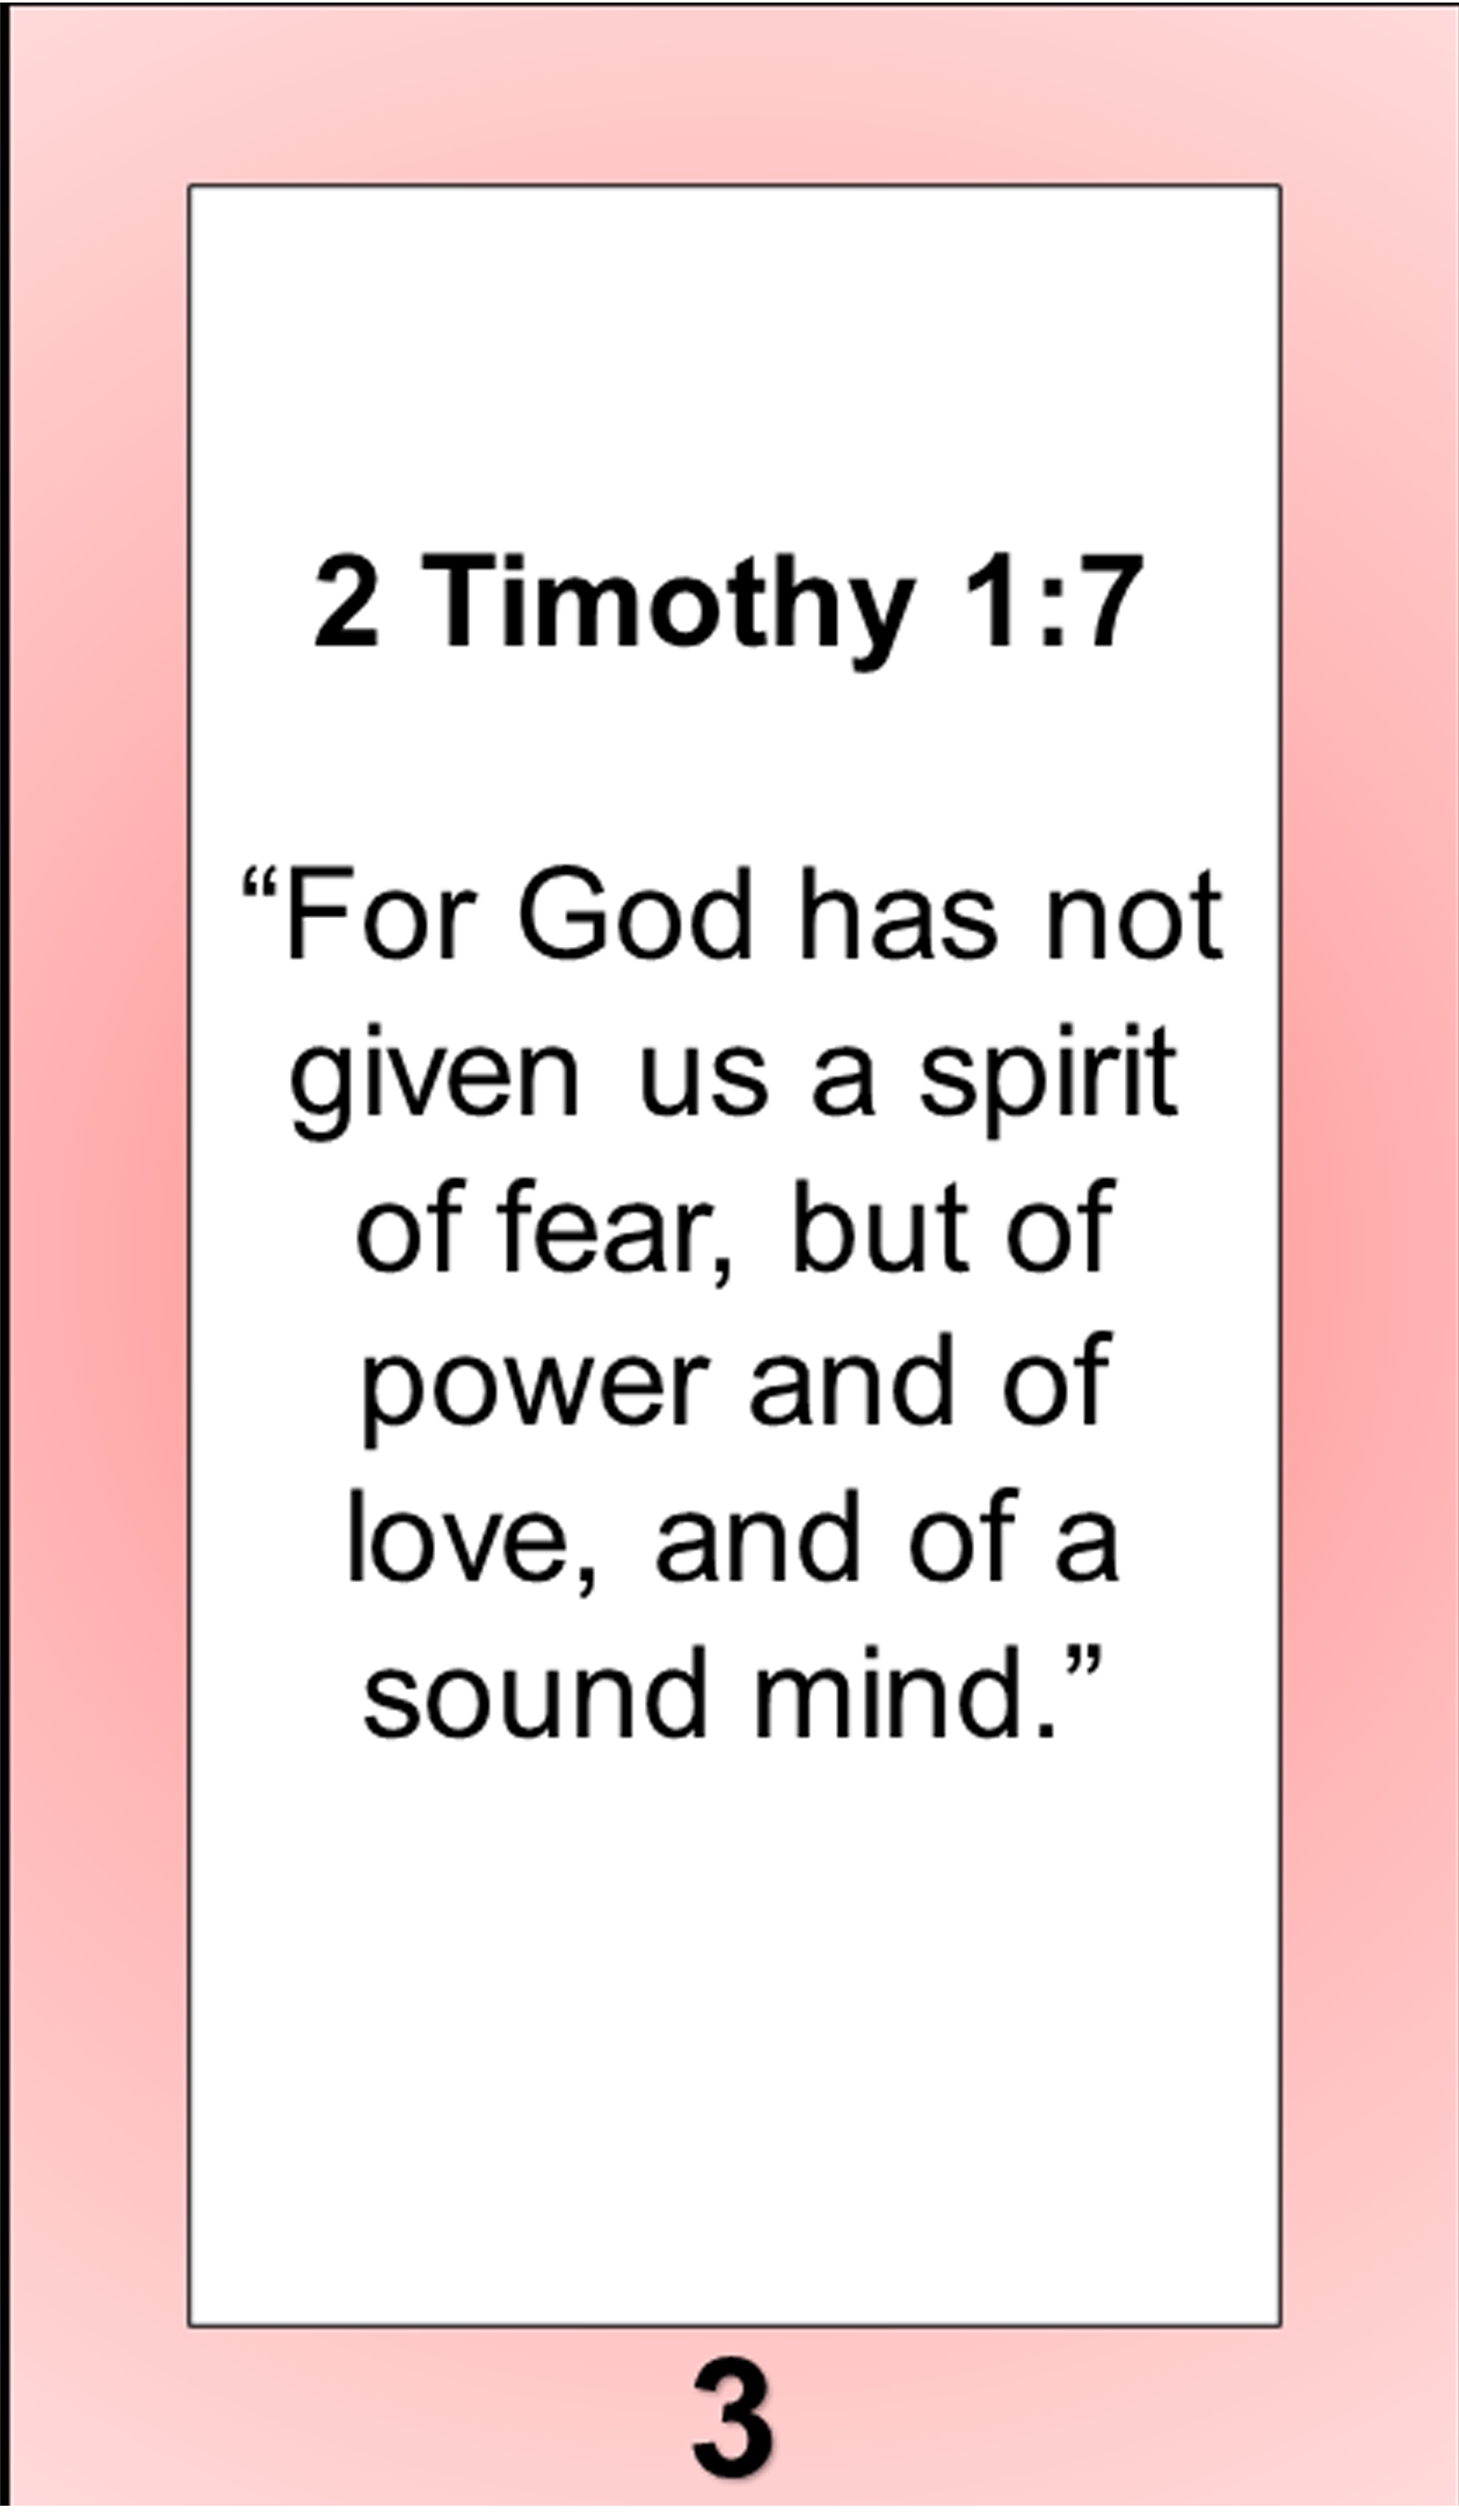 2 Timothy 1:7
“For God has not
given us a spirit
of fear, but of
power and of
love, and of a
sound mind.”
3